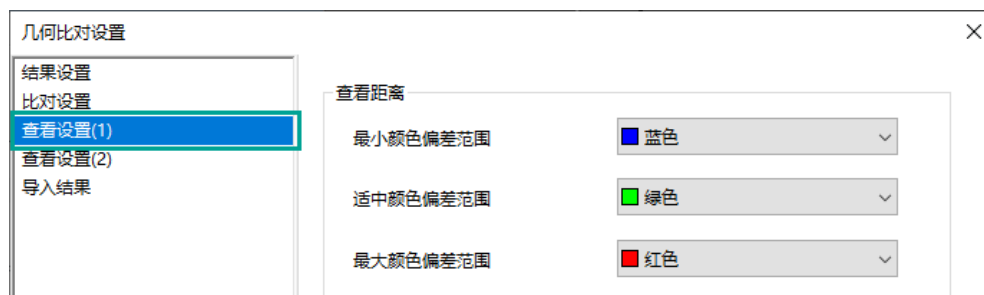 几何比对设置
结果设置
比对设置
查看设置(1)
查看设置(2)
导入结果
查看距离
最小颜色偏差范围 蓝色
适中颜色偏差范围 绿色
最大颜色偏差范围 红色